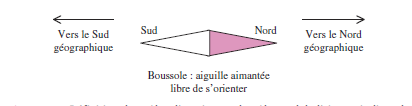 Sud
Nord
Vers le Sud
géographique
Vers le Nord
géographique
Boussole : aiguille aimantée
libre de s'orienter